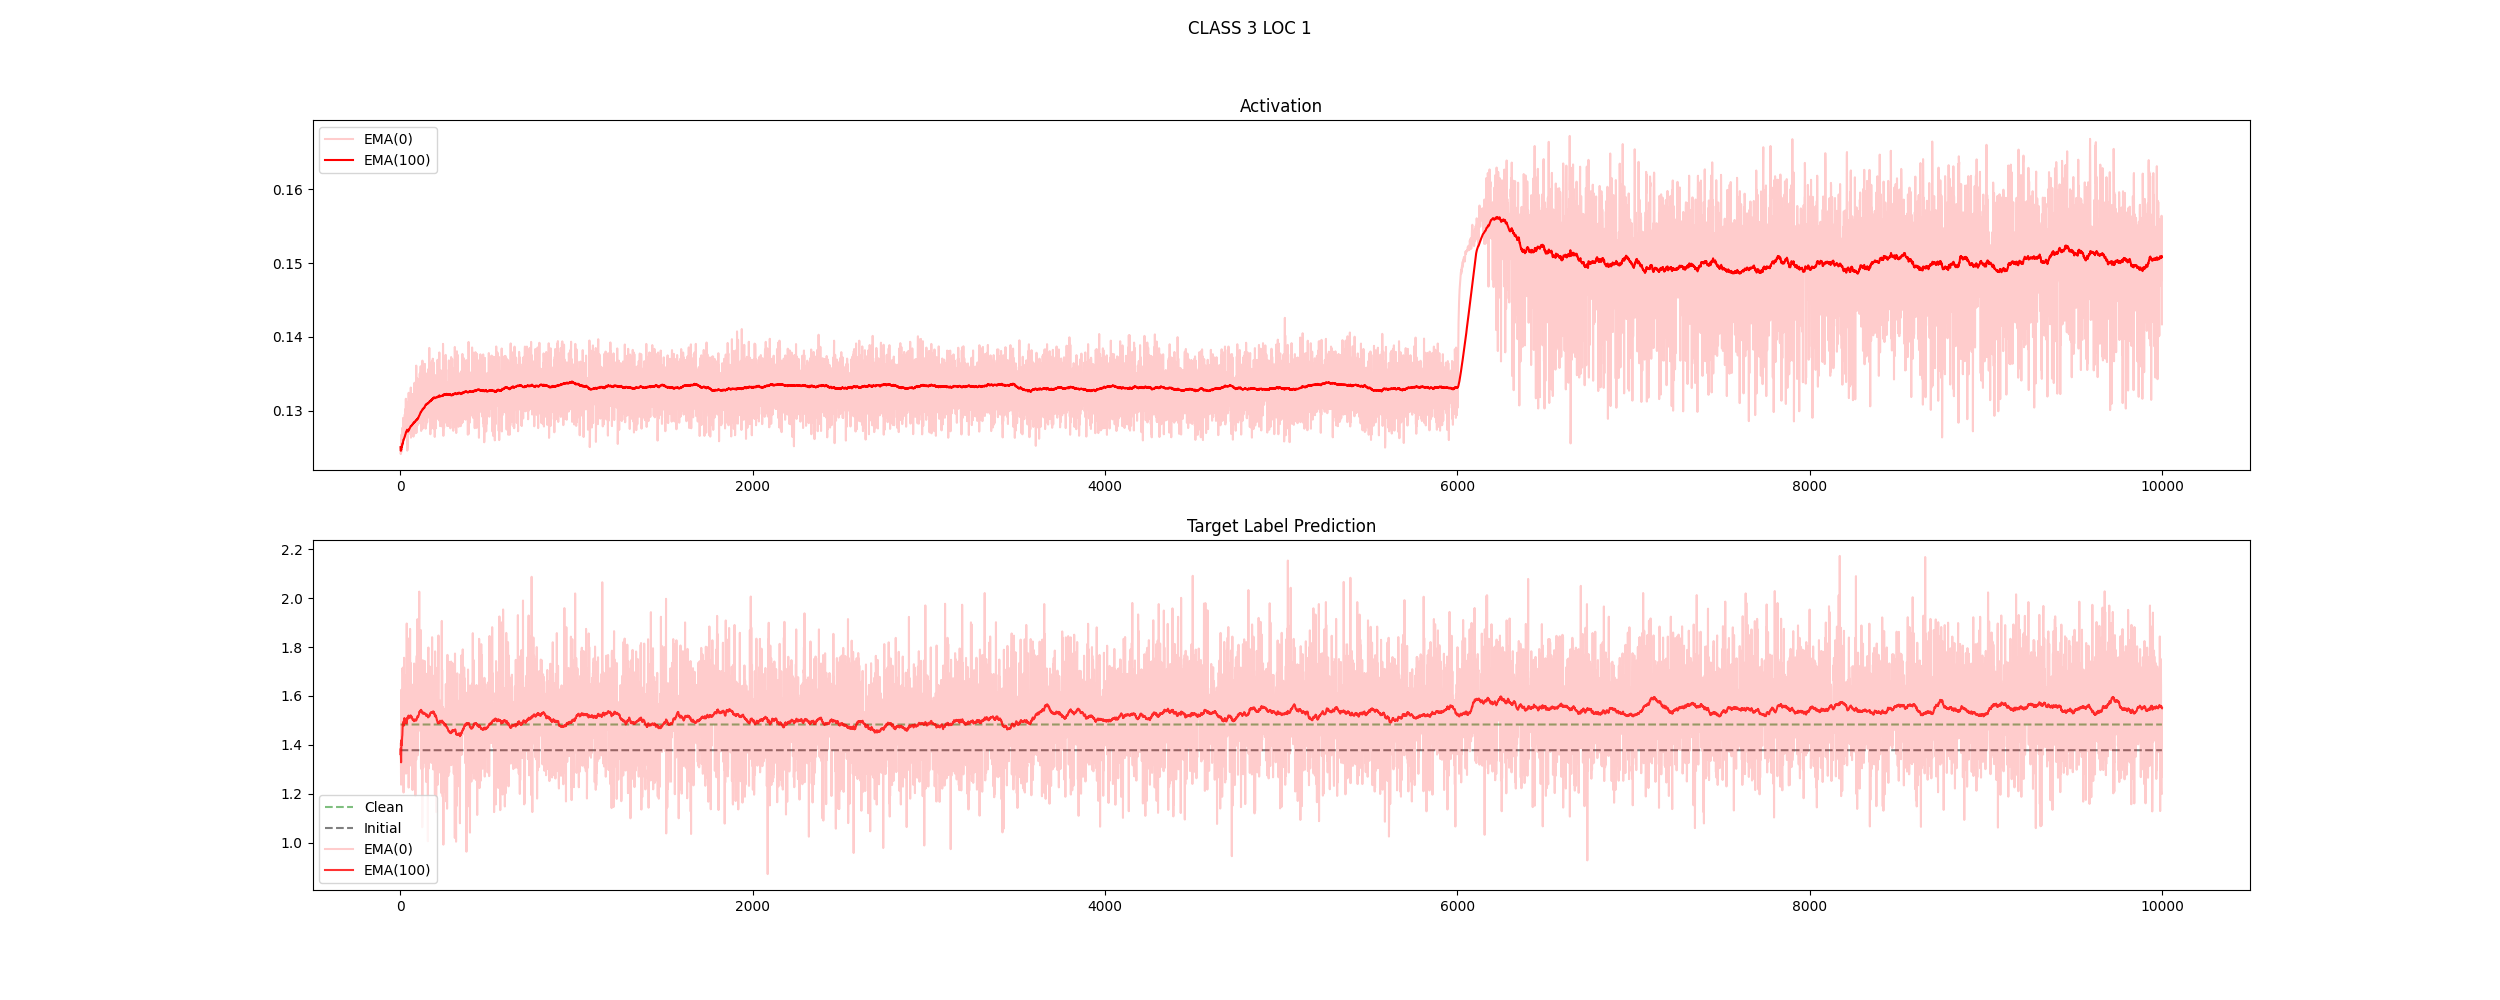 CLASS 3 LOC 1
Activation
EMA(0)
EMA(100)
0.16
0.15
0.14
0.13
0
2000
4000
6000
8000
10000
Target Label Prediction
2.2
2.0
1.8
1.6
1.4
1.2
1.0
Clean
Initial
EMA(0)
EMA(100)
0
2000
4000
6000
8000
10000